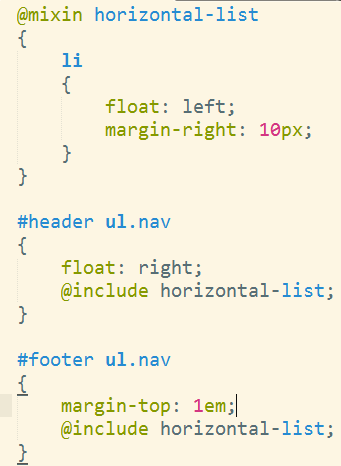 @mixin horizontal-list
{
    li
    {
        float: left;
        margin-right: 10px;
    }
}

#header ul.nav
{
    float: right;
    @include horizontal-list;
}

#footer ul.nav
{
    margin-top: 1em;
    @include horizontal-list;
}